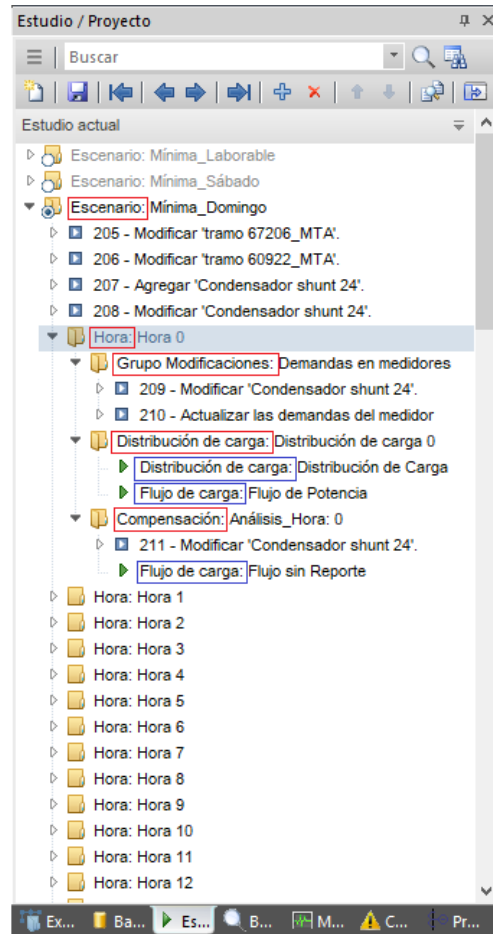 Estudio / Proyecto
Buscar
Estudio actual
Escenario: Mínima_Laborable
Escenario: Mínima_Sábado
Escenario: Mínima_Domingo
205 - Modificar 'tramo 67206_MTA'.
206 - Modificar 'tramo 60922_MTA'.
207 - Agregar 'Condensador shunt 24'.
208 - Modificar 'Condensador shunt 24'.
Hora: Hora 0
Grupo Modificaciones: Demandas en medidores
209 - Modificar 'Condensador shunt 24'.
210 - Actualizar las demandas del medidor
Distribución de carga: Distribución de carga 0
Distribución de carga: Distribución de Carga
Flujo de carga: Flujo de Potencia
Compensación: Análisis_Hora: 0
211 - Modificar 'Condensador shunt 24'.
Flujo de carga: Flujo sin Reporte
Hora: Hora 1
Hora: Hora 2
Hora: Hora 3
Hora: Hora 4
Hora: Hora 5
Hora: Hora 6
Hora: Hora 7
Hora: Hora 8
Hora: Hora 9
Hora: Hora 10
Hora: Hora 11
Hora: Hora 12
Ex... Ba... Es... B... M... C... Pr...